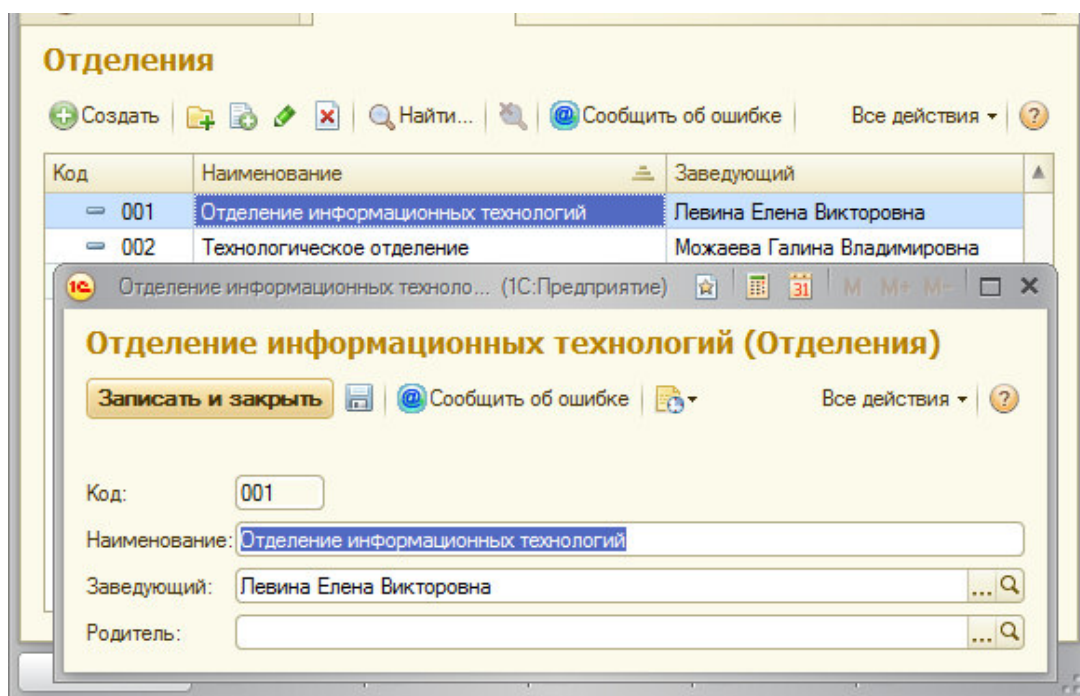 Отделения
Создать Найти... Сообщить об ошибке Все действия ?
Код Наименование Заведующий
001 Отделение информационных технологий Левина Елена Викторовна
002 Технологическое отделение Можаева Галина Владимировна
1С Отделение информационных техноло... (1С:Предприятие) 31 M M+ M-
Отделение информационных технологий (Отделения)
Записать и закрыть Сообщить об ошибке Все действия ?
Код: 001
Наименование: Отделение информационных технологий
Заведующий: Левина Елена Викторовна ...
Родитель: ...